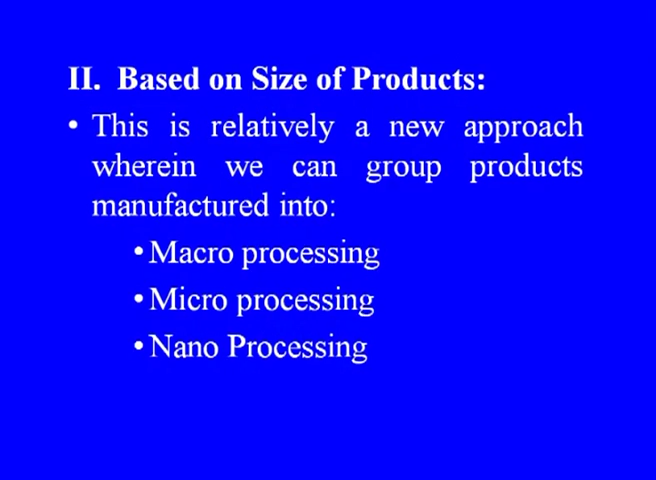 II. Based on Size of Products:
• This is relatively a new approach
wherein we can group products
manufactured into:
• Macro processing
• Micro processing
• Nano Processing